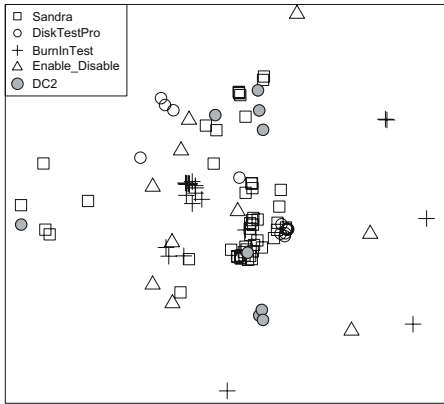 Sandra
DiskTestPro
BurnInTest
Enable_Disable
DC2